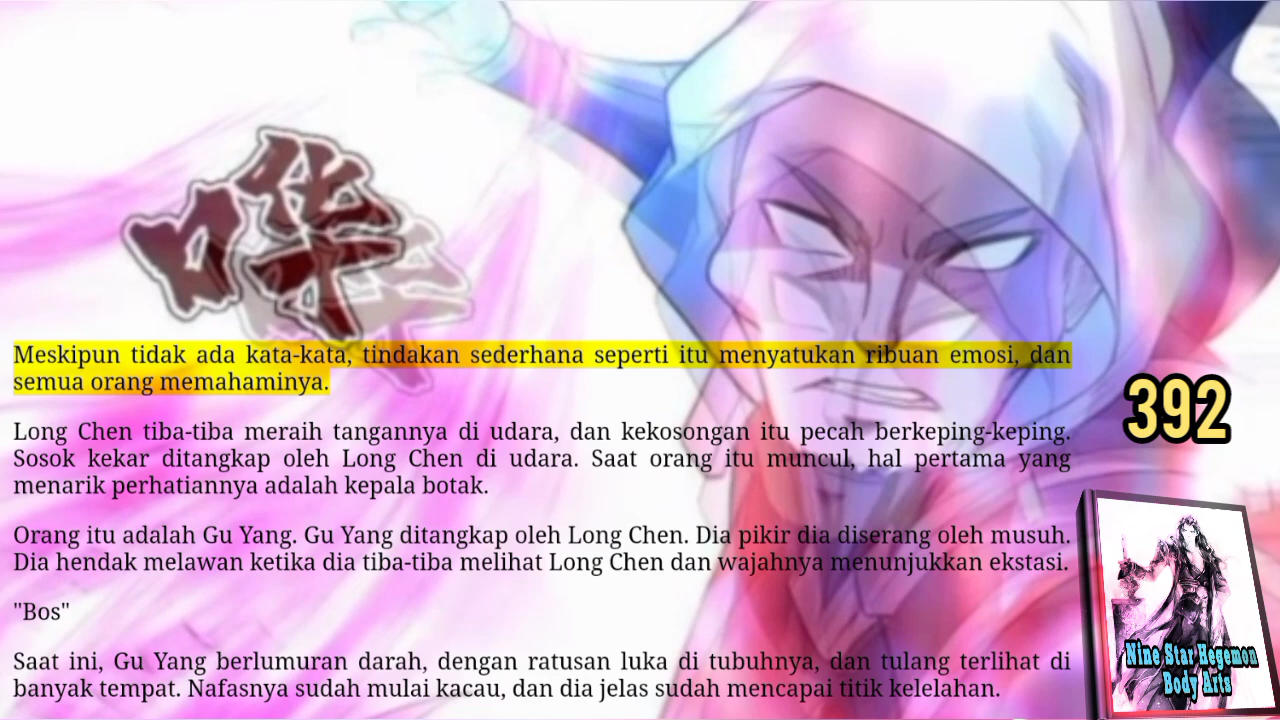 哗
Meskipun tidak ada kata-kata, tindakan sederhana seperti itu menyatukan ribuan emosi, dan
semua orang memahaminya.
Long Chen tiba-tiba meraih tangannya di udara, dan kekosongan itu pecah berkeping-keping.
Sosok kekar ditangkap oleh Long Chen di udara. Saat orang itu muncul, hal pertama yang
menarik perhatiannya adalah kepala botak.
Orang itu adalah Gu Yang. Gu Yang ditangkap oleh Long Chen. Dia pikir dia diserang oleh musuh.
Dia hendak melawan ketika dia tiba-tiba melihat Long Chen dan wajahnya menunjukkan ekstasi.
"Bos"
Saat ini, Gu Yang berlumuran darah, dengan ratusan luka di tubuhnya, dan tulang terlihat di
banyak tempat. Nafasnya sudah mulai kacau, dan dia jelas sudah mencapai titik kelelahan.
392
Nine Star Hegemon
Body Arts